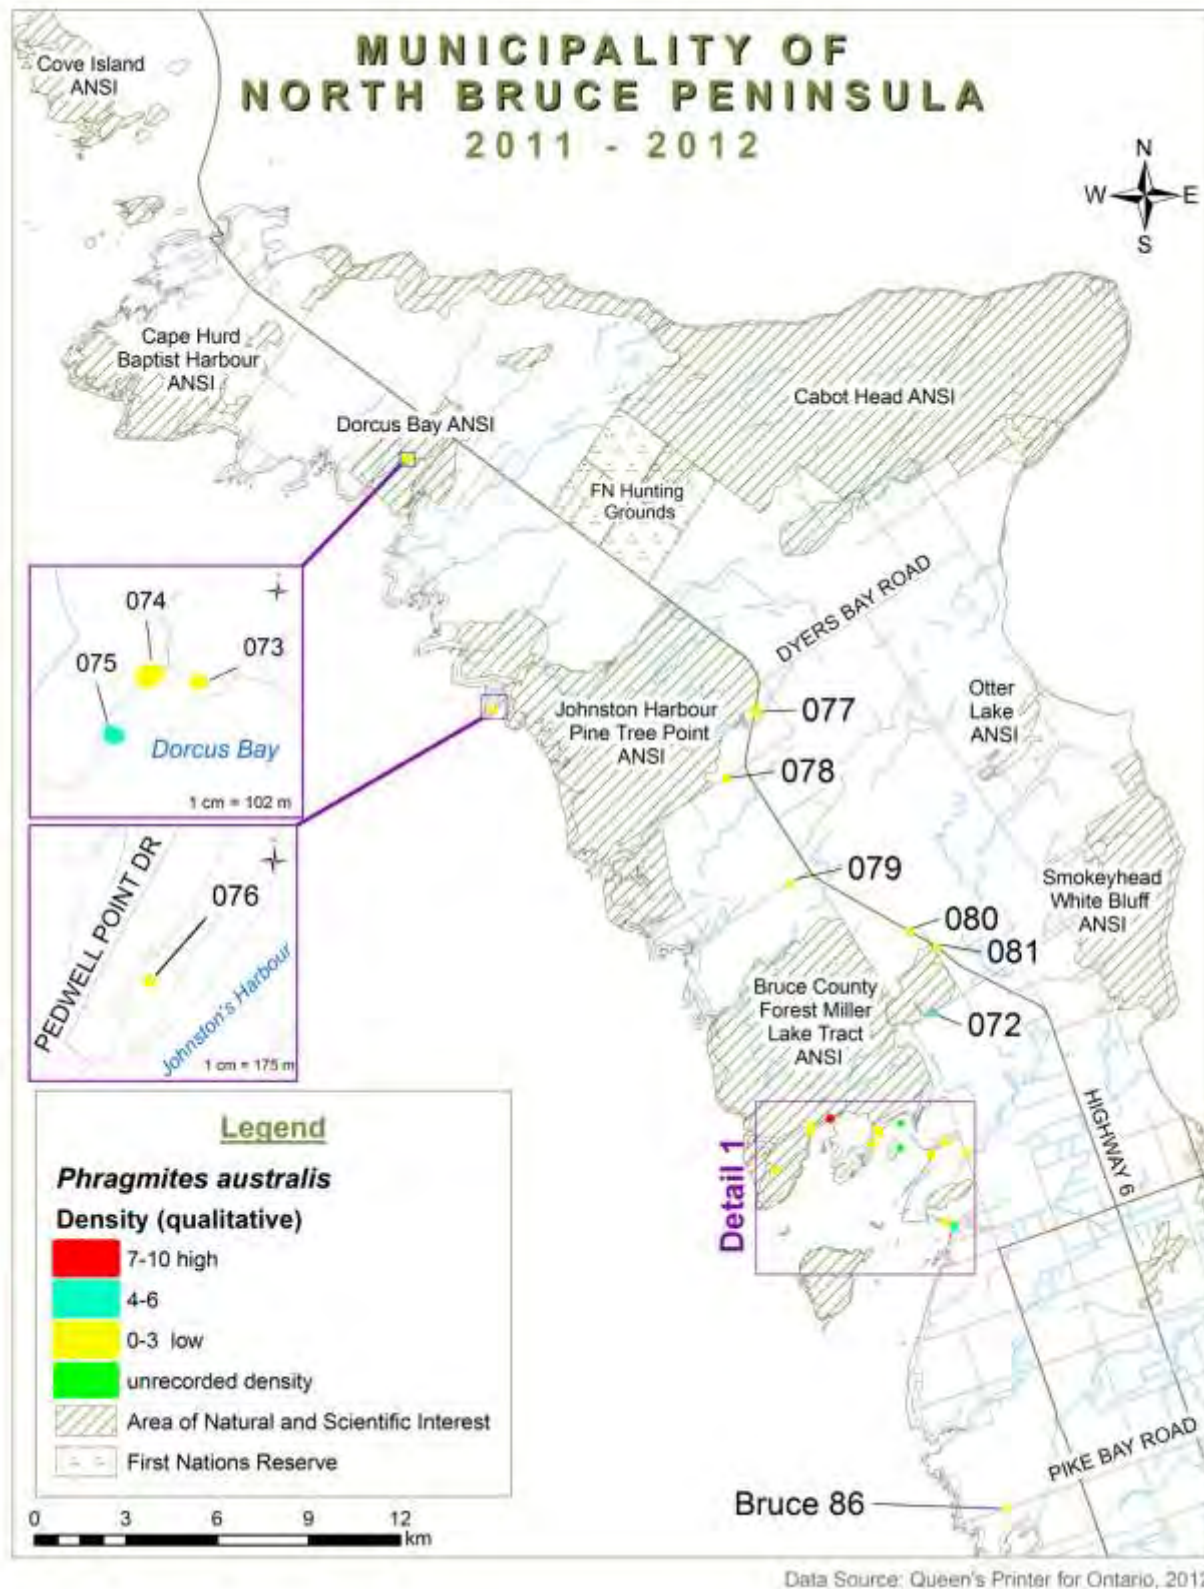 MUNICIPALITY OF
NORTH BRUCE PENINSULA
2011 - 2012
Cove Island
ANSI
N
W
E
S
Cape Hurd
Baptist Harbour
ANSI
Cabot Head ANSI
Dorcus Bay ANSI
FN Hunting
Grounds
DYERS BAY ROAD
074
073
075
Dorcus Bay
1 cm = 102 m
Johnston Harbour
Pine Tree Point
ANSI
077
Otter
Lake
ANSI
078
PEDWELL POINT DR
076
Johnston's Harbour
1 cm = 175 m
079
Smokeyhead
White Bluff
ANSI
080
081
Bruce County
Forest Miller
Lake Tract
ANSI
072
HIGHWAY 6
Detail 1
Legend
Phragmites australis
Density (qualitative)
7-10 high
4-6
0-3 low
unrecorded density
Area of Natural and Scientific Interest
First Nations Reserve
PIKE BAY ROAD
Bruce 86
0 3 6 9 12
km
Data Source: Queen's Printer for Ontario,